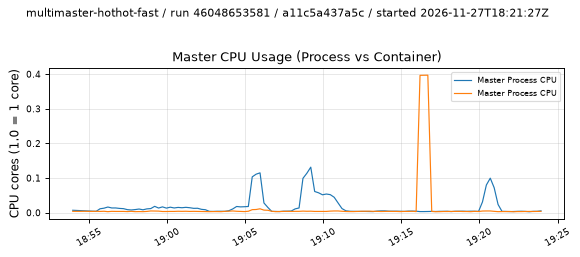 multimaster-hothot-fast / run 46048653581 / a11c5a437a5c / started 2026-11-27T18:21:27Z
Master CPU Usage (Process vs Container)
CPU cores (1.0 = 1 core)
0.4
0.3
0.2
0.1
0.0
Master Process CPU
Master Process CPU
18:55
19:00
19:05
19:10
19:15
19:20
19:25